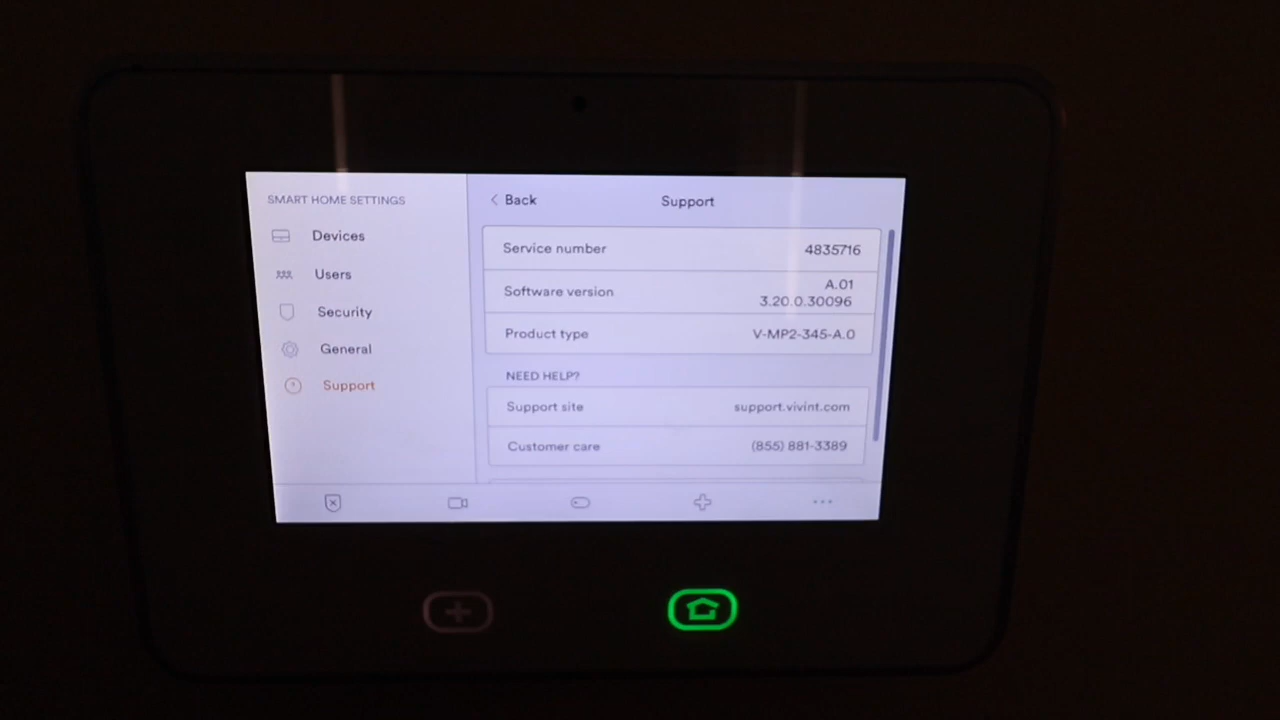 SMART HOME SETTINGS
Devices
Users
Security
General
Support
Back
Support
Service number 4835716
Software version A.01
3.20.0.30096
Product type V-MP2-345-A.0
NEED HELP?
Support site support.vivint.com
Customer care (855) 881-3389